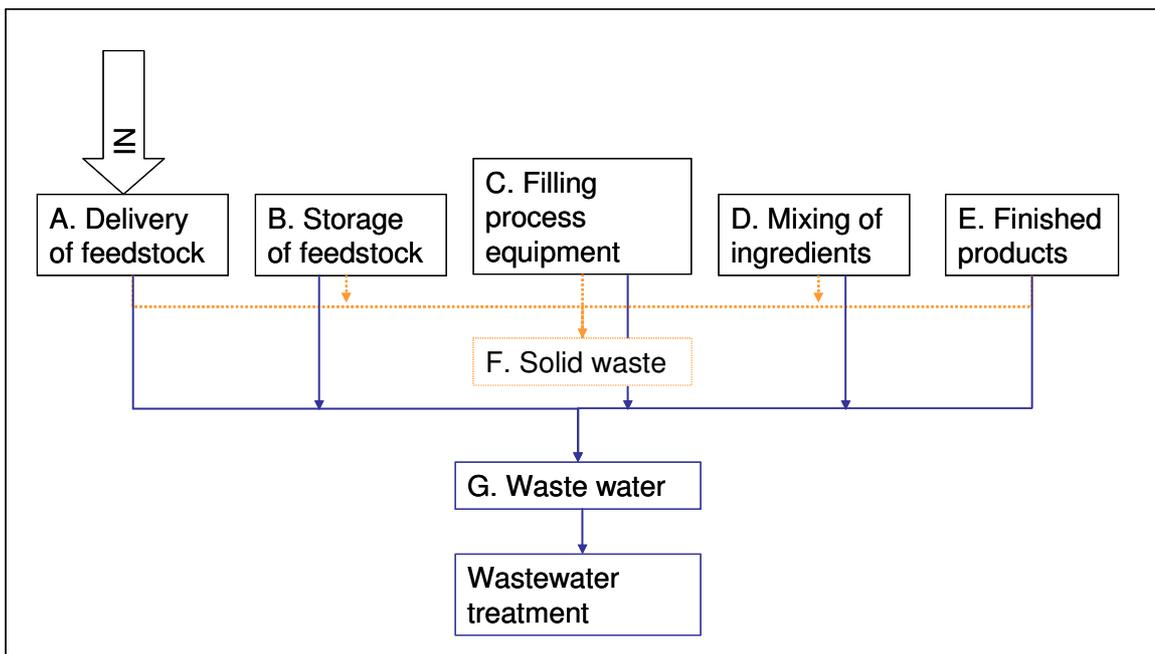 IN
A. Delivery
of feedstock
B. Storage
of feedstock
C. Filling
process
equipment
D. Mixing of
ingredients
E. Finished
products
F. Solid waste
G. Waste water
Wastewater
treatment